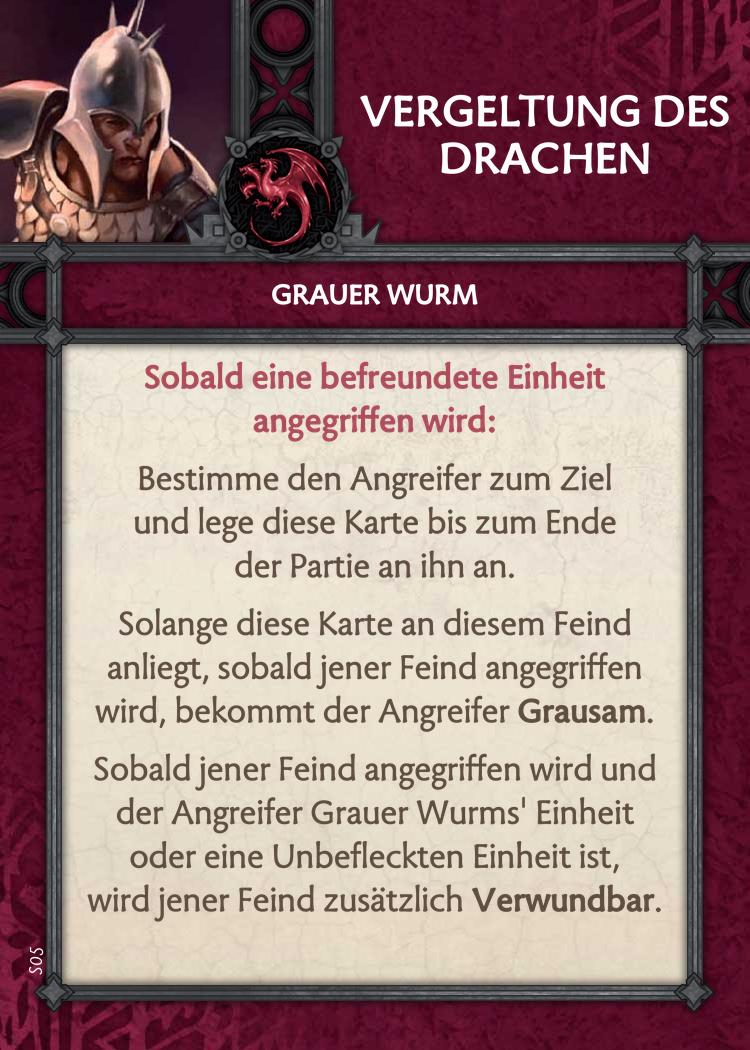 VERGELTUNG DES
DRACHEN
GRAUER WURM
Sobald eine befreundete Einheit
angegriffen wird:
Bestimme den Angreifer zum Ziel
und lege diese Karte bis zum Ende
der Partie an ihn an.
Solange diese Karte an diesem Feind
anliegt, sobald jener Feind angegriffen
wird, bekommt der Angreifer Grausam.
Sobald jener Feind angegriffen wird und
der Angreifer Grauer Wurms' Einheit
oder eine Unbefleckten Einheit ist,
wird jener Feind zusätzlich Verwundbar.
S05